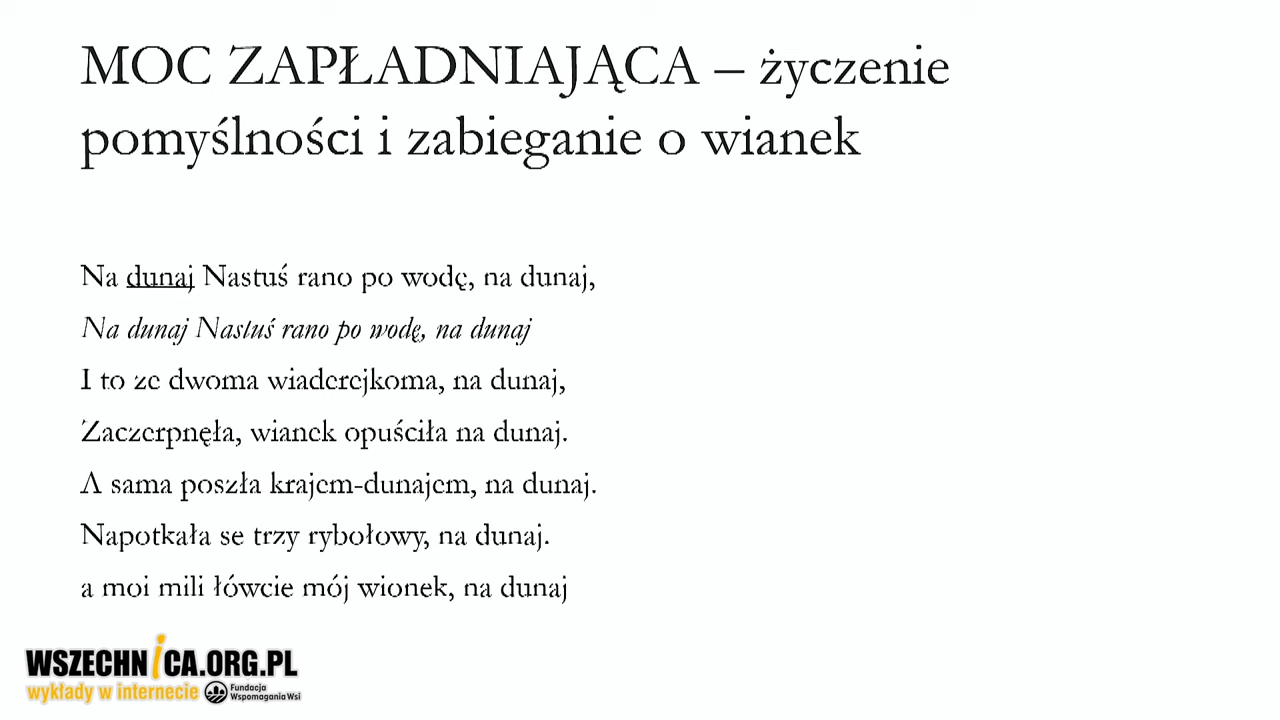 MOC ZAPŁADNIAJĄCA – życzenie
pomyślności i zabieganie o wianek
Na dunaj Nastuś rano po wodę, na dunaj,
Na dunaj Nastuś rano po wodę, na dunaj
I to ze dwoma wiaderejkoma, na dunaj,
Zaczerpnęła, wianek opuściła na dunaj.
A sama poszła krajem-dunajem, na dunaj.
Napotkała se trzy rybołowy, na dunaj.
a moi mili łówcie mój wionek, na dunaj
WSZECHNiCA.ORG.PL
wykłady w internecie
Fundacja
Wspomagania Wsi